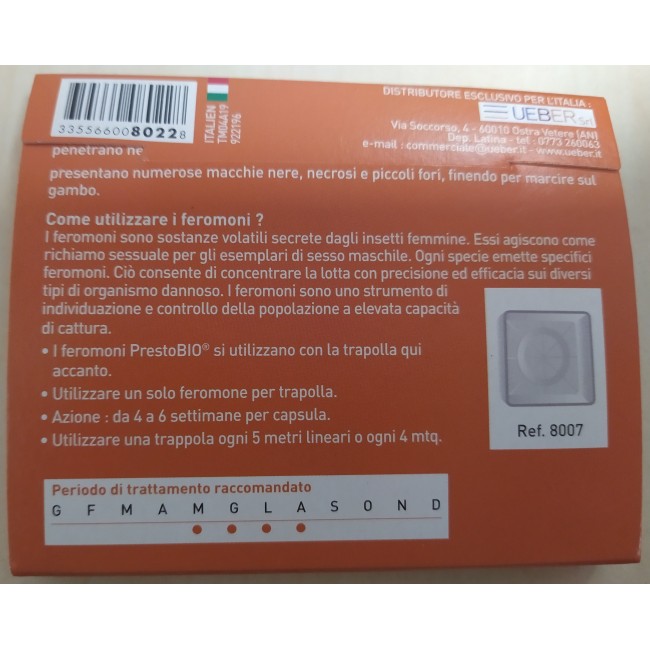 3355660080228
ITALIEN
TM04A19
922196
DISTRIBUTORE ESCLUSIVO PER L'ITALIA :
UEBER Srl
Via Soccorso, 4 - 60010 Ostra Vetere (AN)
Dep. Latina - tel : 0773 260063
e-mail : commerciale@ueber.it - www.ueber.it
penetrano ne
presentano numerose macchie nere, necrosi e piccoli fori, finendo per marcire sul
gambo.
Come utilizzare i feromoni ?
I feromoni sono sostanze volatili secrete dagli insetti femmine. Essi agiscono come
richiamo sessuale per gli esemplari di sesso maschile. Ogni specie emette specifici
feromoni. Ciò consente di concentrare la lotta con precisione ed efficacia sui diversi
tipi di organismo dannoso. I feromoni sono uno strumento di
individuazione e controllo della popolazione a elevata capacità
di cattura.
• I feromoni PrestoBIO® si utilizzano con la trapolla qui
accanto.
• Utilizzare un solo feromone per trapolla.
• Azione : da 4 a 6 settimane per capsula.
• Utilizzare una trappola ogni 5 metri lineari o ogni 4 mtq.
Ref. 8007
Periodo di trattamento raccomandato
G F M A M G L A S O N D